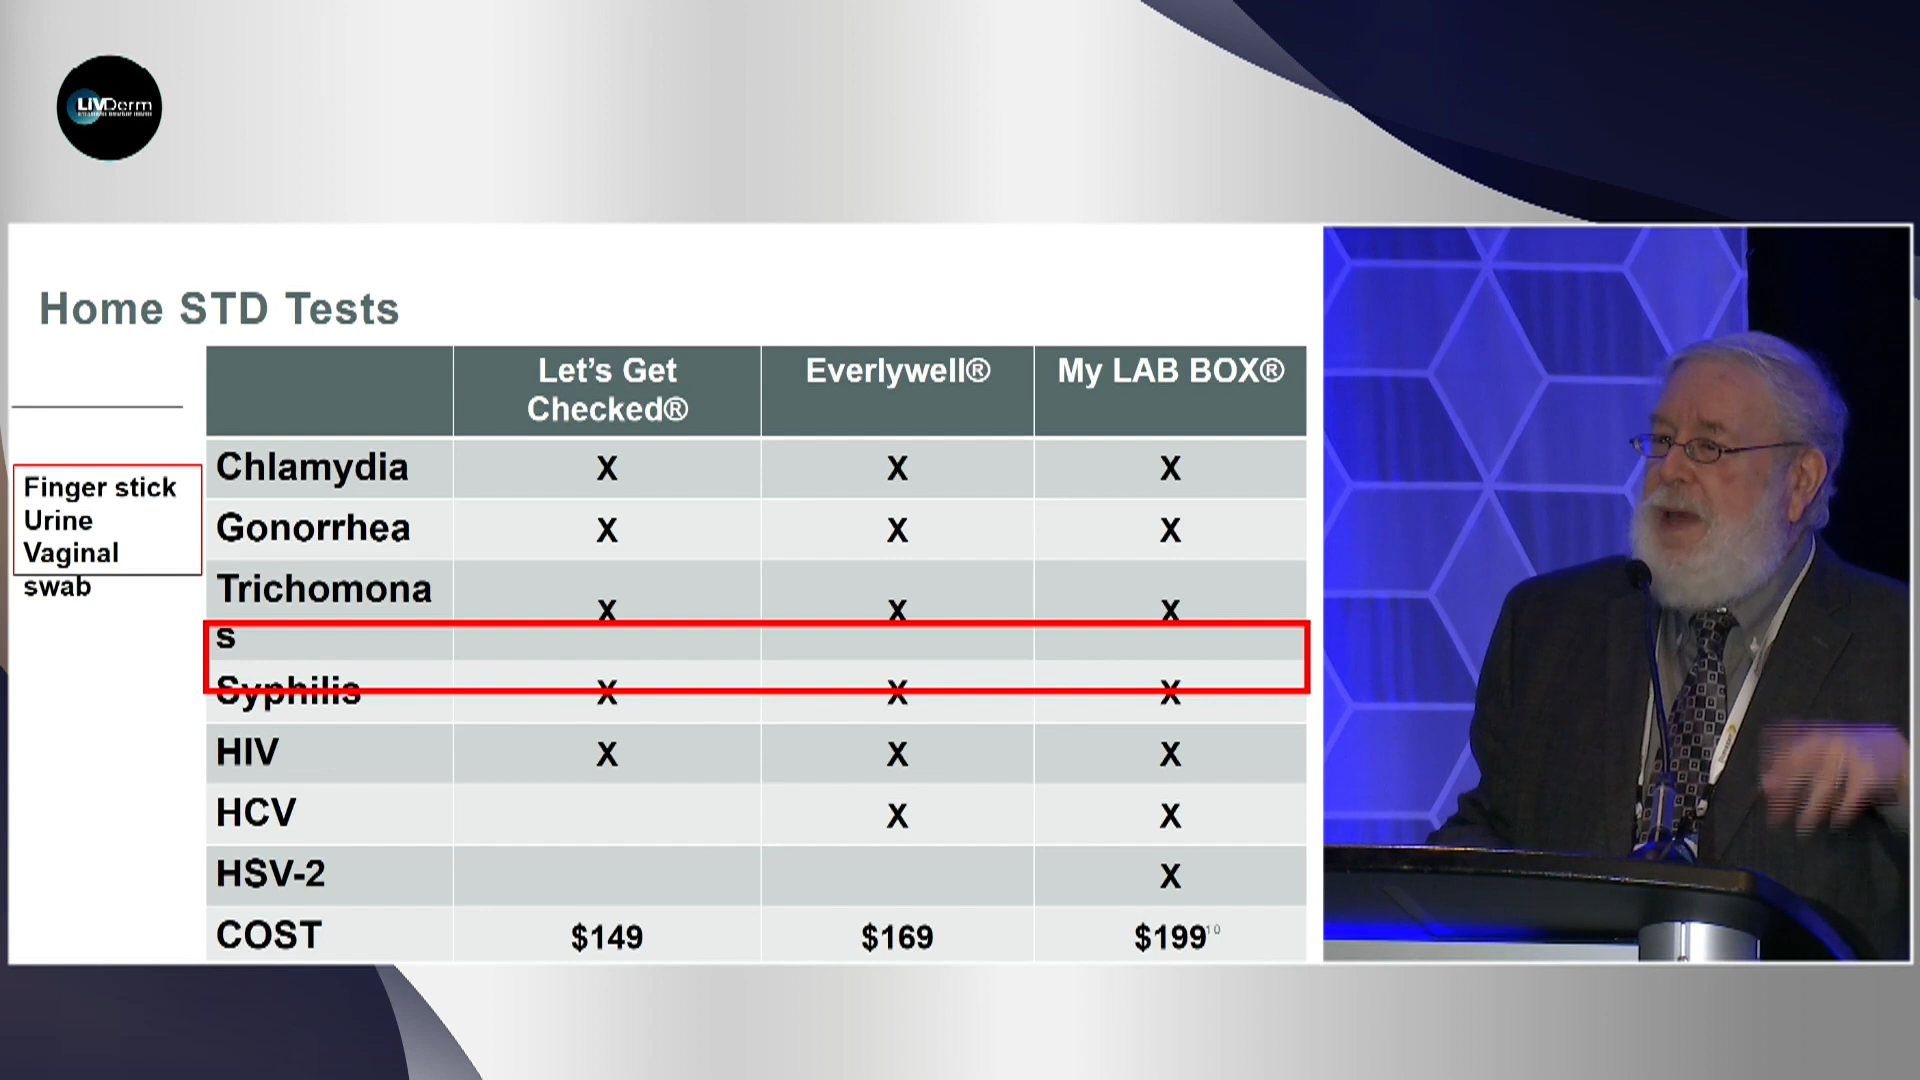 LIVDerm
Home STD Tests
Let's Get
Checked®
Everlywell®
My LAB BOX®
Finger stick
Urine
Vaginal
swab
Chlamydia X X X
Gonorrhea X X X
Trichomona
s
X X X
Syphilis X X X
HIV X X X
HCV X X
HSV-2 X
COST $149 $169 $199
10